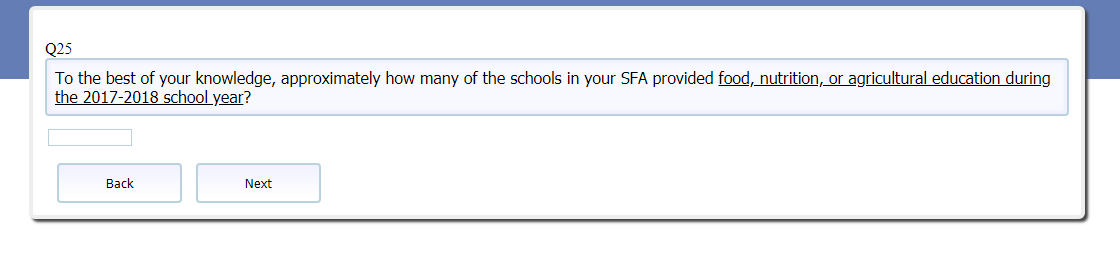 Q25
To the best of your knowledge, approximately how many of the schools in your SFA provided food, nutrition, or agricultural education during
the 2017-2018 school year?
Back Next